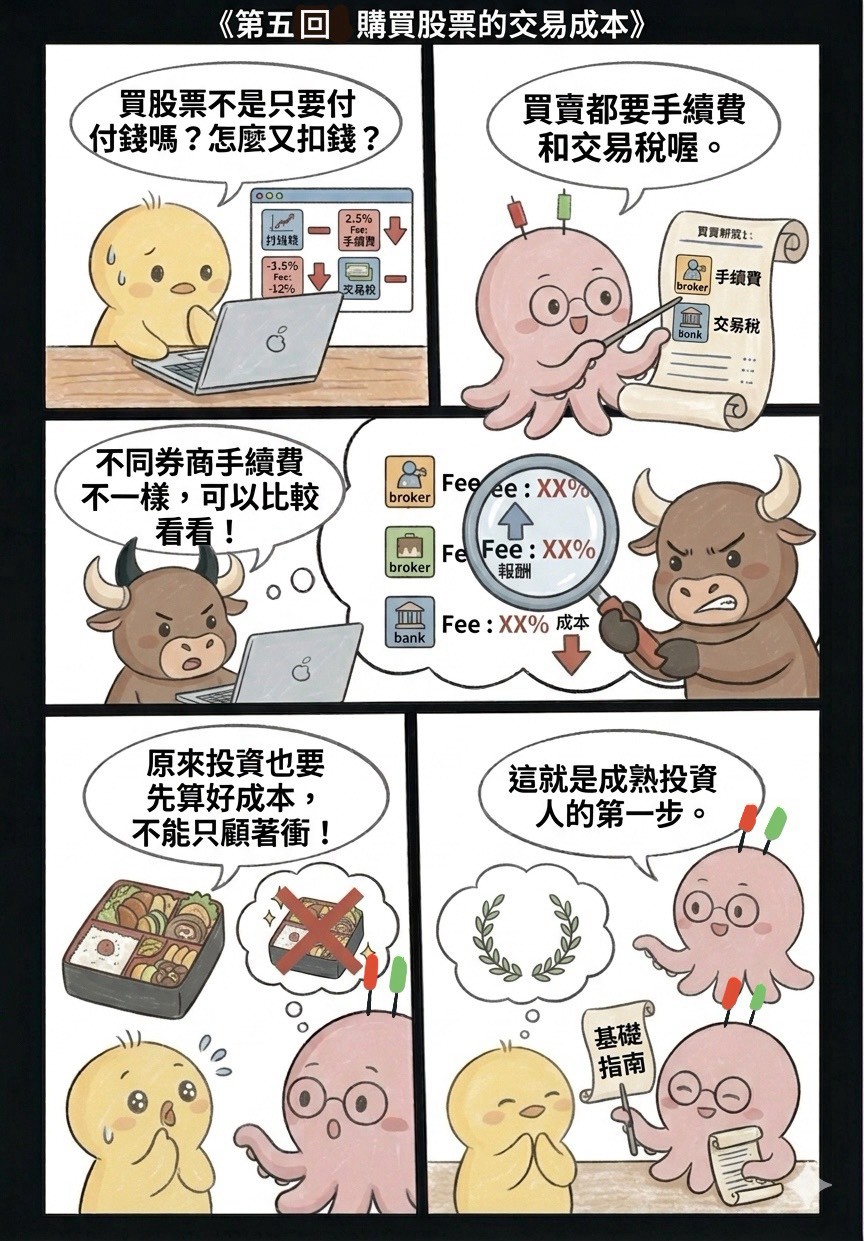 《第五回 購買股票的交易成本》
買股票不是只要付
付錢嗎？怎麼又扣錢？
2.5%
手續費
-3.5%
-12%
買賣都要手續費
和交易稅喔。
broker 手續費
bonk 交易稅
不同券商手續費
不一樣，可以比較
看看！
broker Fee ee : XX%
broker Fe Fee : XX%
報酬
bank Fee : XX% 成本
原來投資也要
先算好成本，
不能只顧著衝！
這就是成熟投資
人的第一步。
基礎
指南